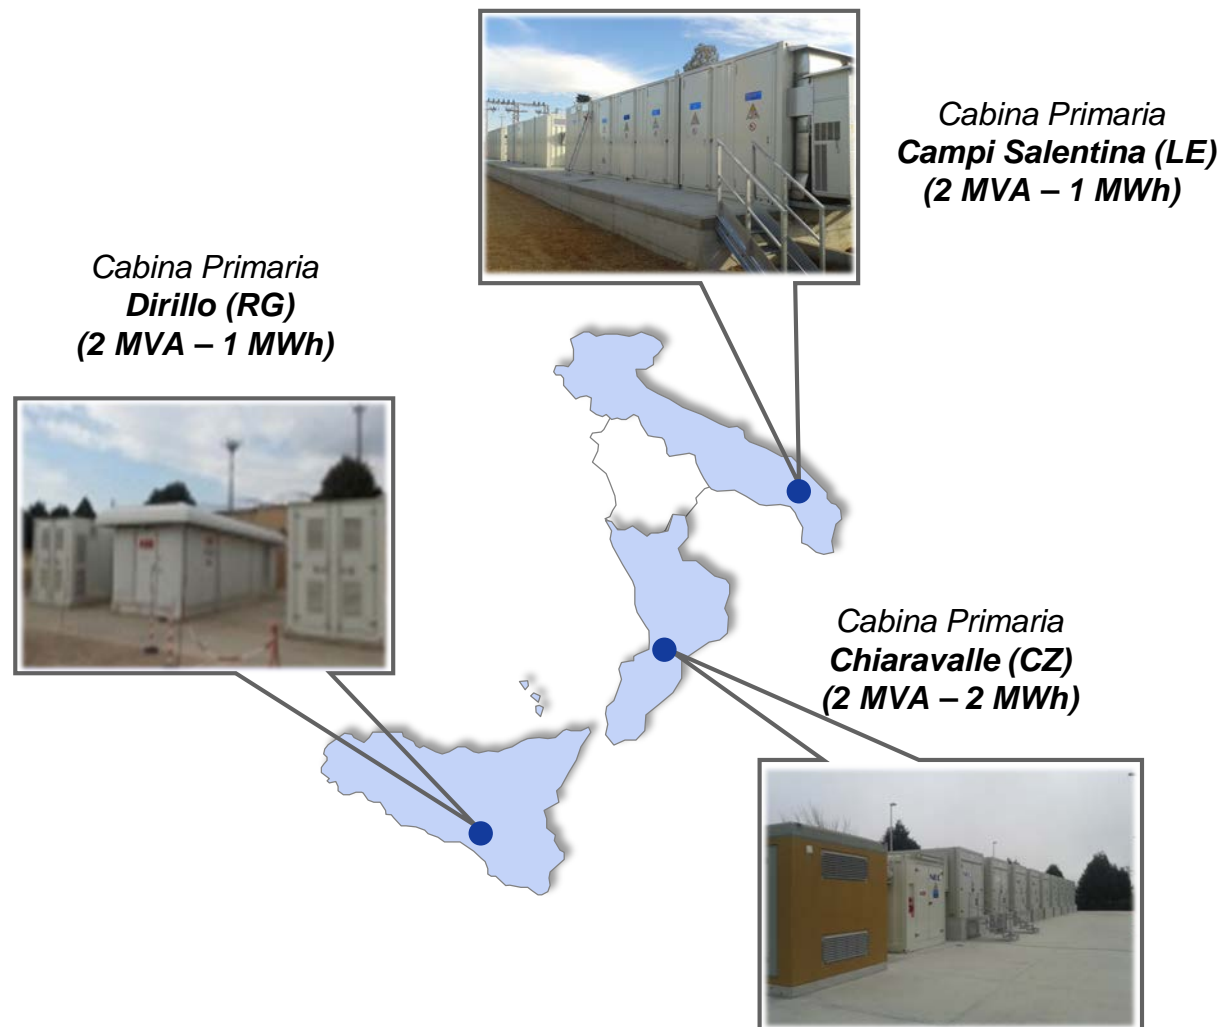 Cabina Primaria
Campi Salentina (LE)
(2 MVA – 1 MWh)
Cabina Primaria
Dirillo (RG)
(2 MVA – 1 MWh)
Cabina Primaria
Chiaravalle (CZ)
(2 MVA – 2 MWh)